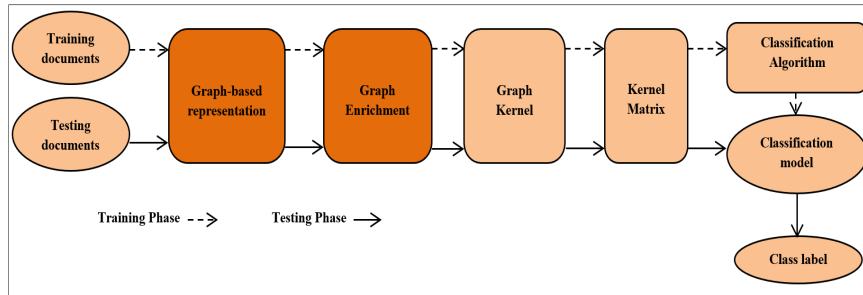 Training
documents
Testing
documents
Graph-based
representation
Graph
Enrichment
Graph
Kernel
Kernel
Matrix
Classification
Algorithm
Classification
model
Class label
Training Phase
Testing Phase